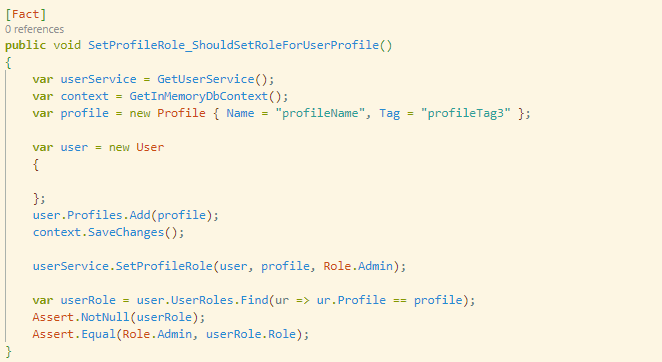 [Fact]
0 references
public void SetProfileRole_ShouldSetRoleForUserProfile()
{
    var userService = GetUserService();
    var context = GetInMemoryDbContext();
    var profile = new Profile { Name = "profileName", Tag = "profileTag3" };

    var user = new User
    {

    };
    user.Profiles.Add(profile);
    context.SaveChanges();

    userService.SetProfileRole(user, profile, Role.Admin);

    var userRole = user.UserRoles.Find(ur => ur.Profile == profile);
    Assert.NotNull(userRole);
    Assert.Equal(Role.Admin, userRole.Role);
}